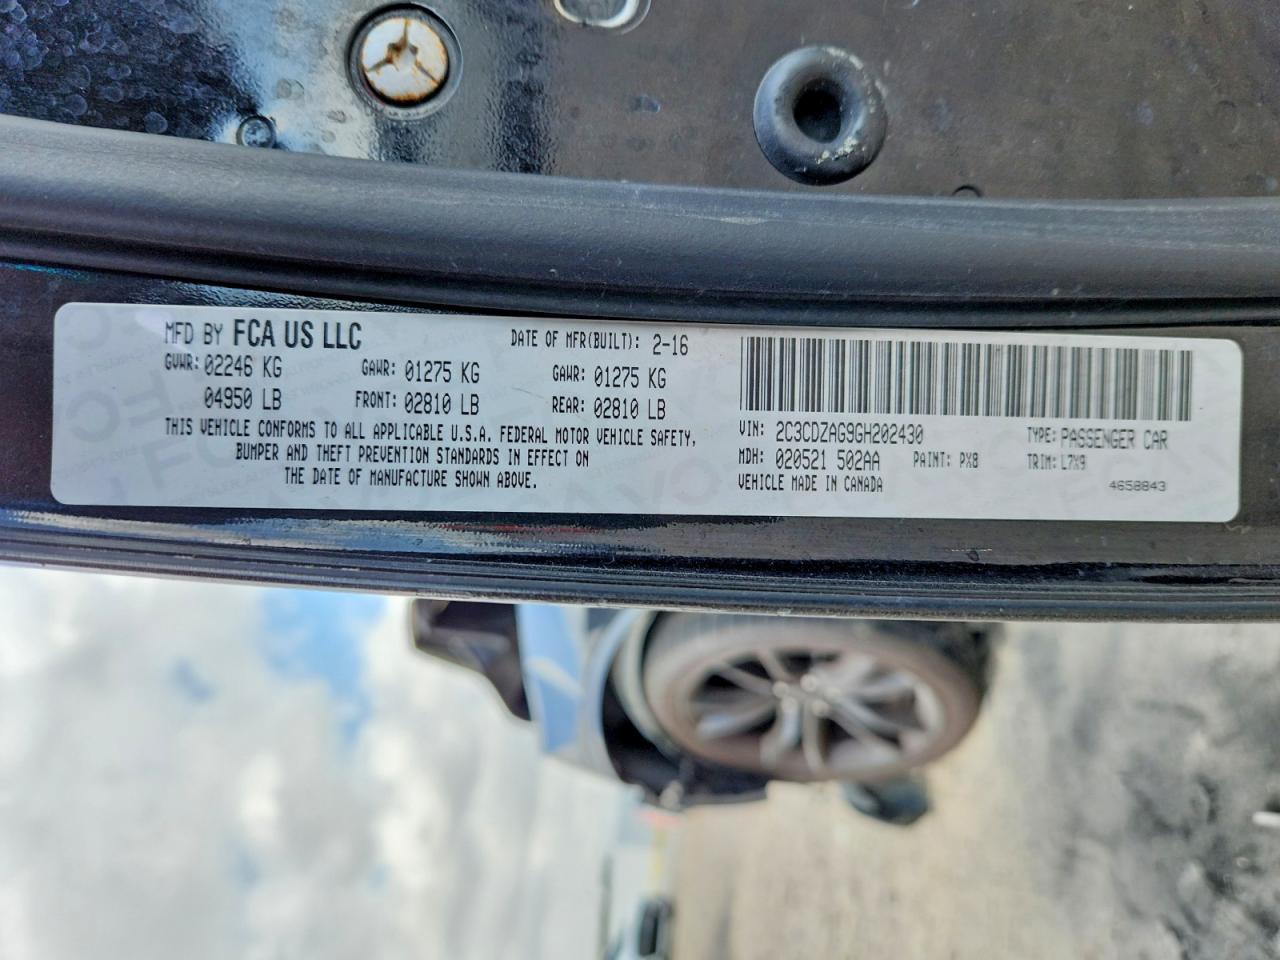 MFD BY FCA US LLC DATE OF MFR(BUILT): 2-16
GVWR: 02246 KG GAWR: 01275 KG GAWR: 01275 KG
04950 LB FRONT: 02810 LB REAR: 02810 LB
THIS VEHICLE CONFORMS TO ALL APPLICABLE U.S.A. FEDERAL MOTOR VEHICLE SAFETY,
BUMPER AND THEFT PREVENTION STANDARDS IN EFFECT ON
THE DATE OF MANUFACTURE SHOWN ABOVE.
VIN: 2C3CDZAG9GH202430 TYPE: PASSENGER CAR
MDH: 020521 502AA PAINT: PX8 TRIM: L7X9
VEHICLE MADE IN CANADA 4658843